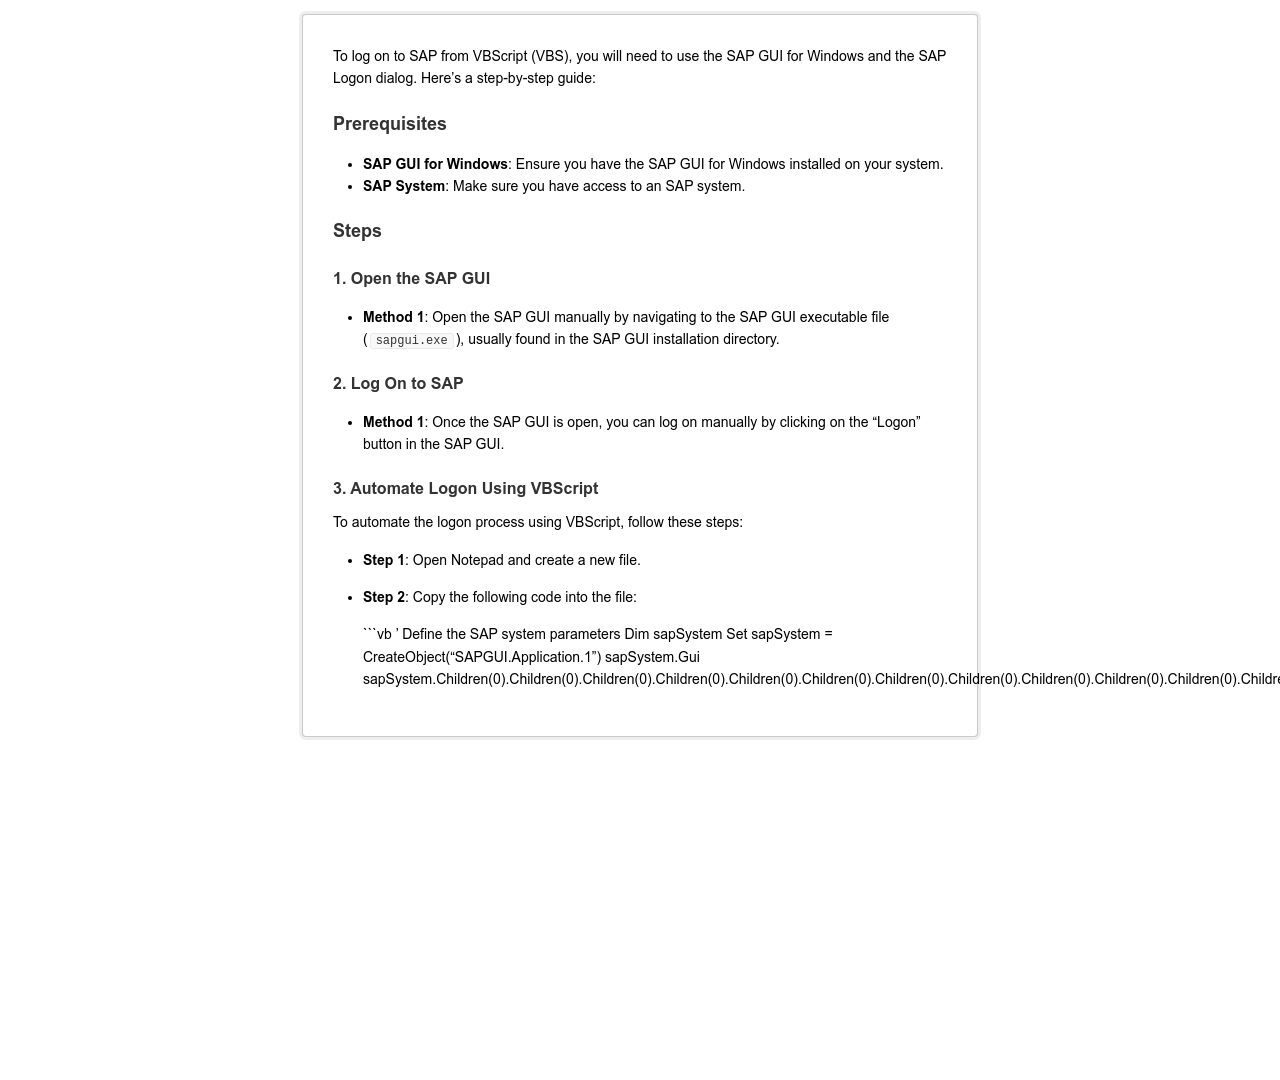 To log on to SAP from VBScript (VBS), you will need to use the SAP GUI for Windows and the SAP
Logon dialog. Here’s a step-by-step guide:
Prerequisites
• SAP GUI for Windows: Ensure you have the SAP GUI for Windows installed on your system.
• SAP System: Make sure you have access to an SAP system.
Steps
1. Open the SAP GUI
• Method 1: Open the SAP GUI manually by navigating to the SAP GUI executable file
( sapgui.exe ), usually found in the SAP GUI installation directory.
2. Log On to SAP
• Method 1: Once the SAP GUI is open, you can log on manually by clicking on the “Logon”
button in the SAP GUI.
3. Automate Logon Using VBScript
To automate the logon process using VBScript, follow these steps:
• Step 1: Open Notepad and create a new file.
• Step 2: Copy the following code into the file:
```vb ’ Define the SAP system parameters Dim sapSystem Set sapSystem =
CreateObject(“SAPGUI.Application.1”) sapSystem.Gui
sapSystem.Children(0).Children(0).Children(0).Children(0).Children(0).Children(0).Children(0).Children(0).Children(0).Children(0).Children(0).Childre